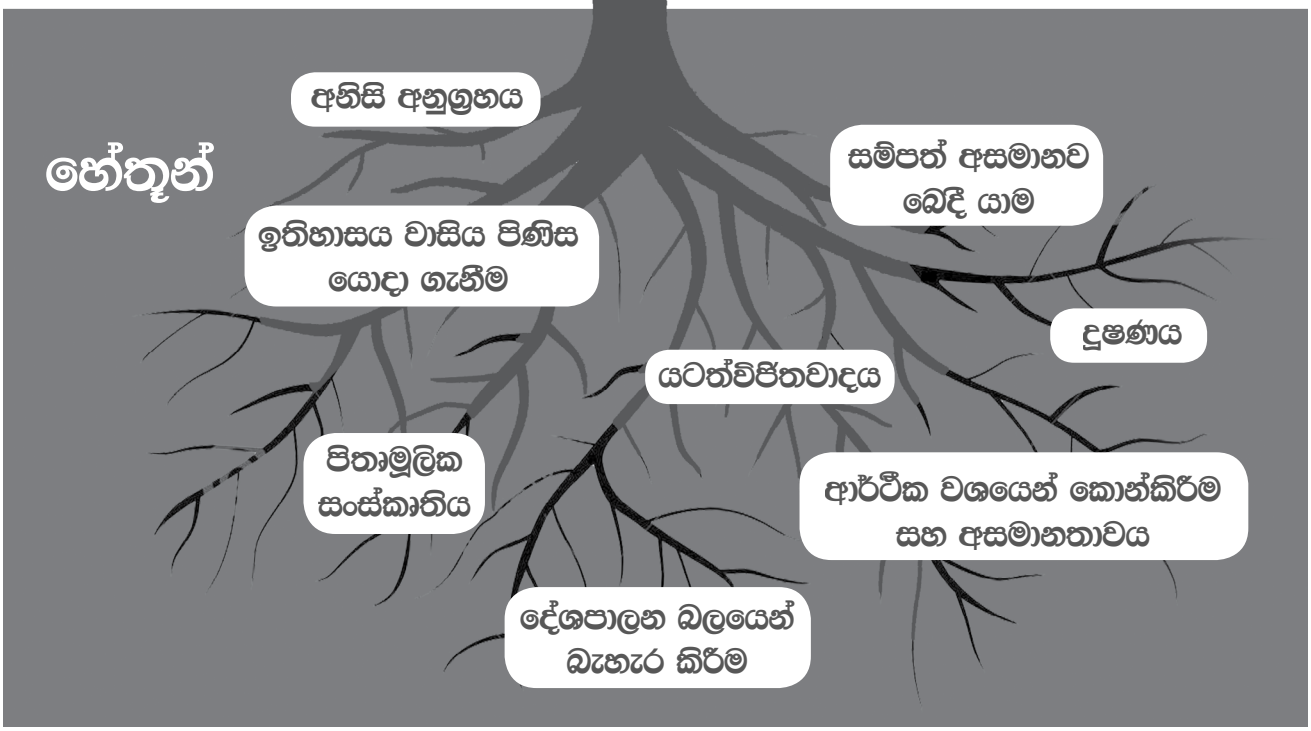 අනිසි අනුග්‍රහය
හේතූන්
සම්පත් අසමානව
බෙදී යාම
ඉතිහාසය වාසිය පිණිස
යොදා ගැනීම
දූෂණය
යටත්විජිතවාදය
පිතෘමූලික
සංස්කෘතිය
ආර්ථික වශයෙන් කොන්කිරීම
සහ අසමානතාවය
දේශපාලන බලයෙන්
බැහැර කිරීම